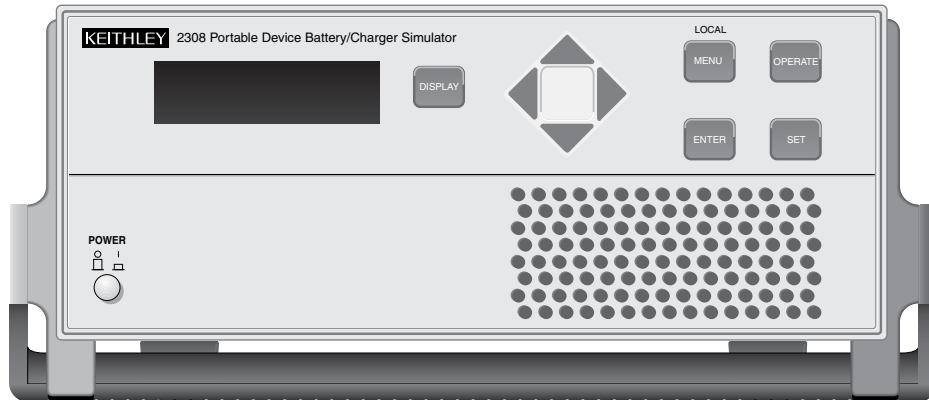 KEITHLEY 2308 Portable Device Battery/Charger Simulator
LOCAL
DISPLAY
MENU
OPERATE
ENTER
SET
POWER